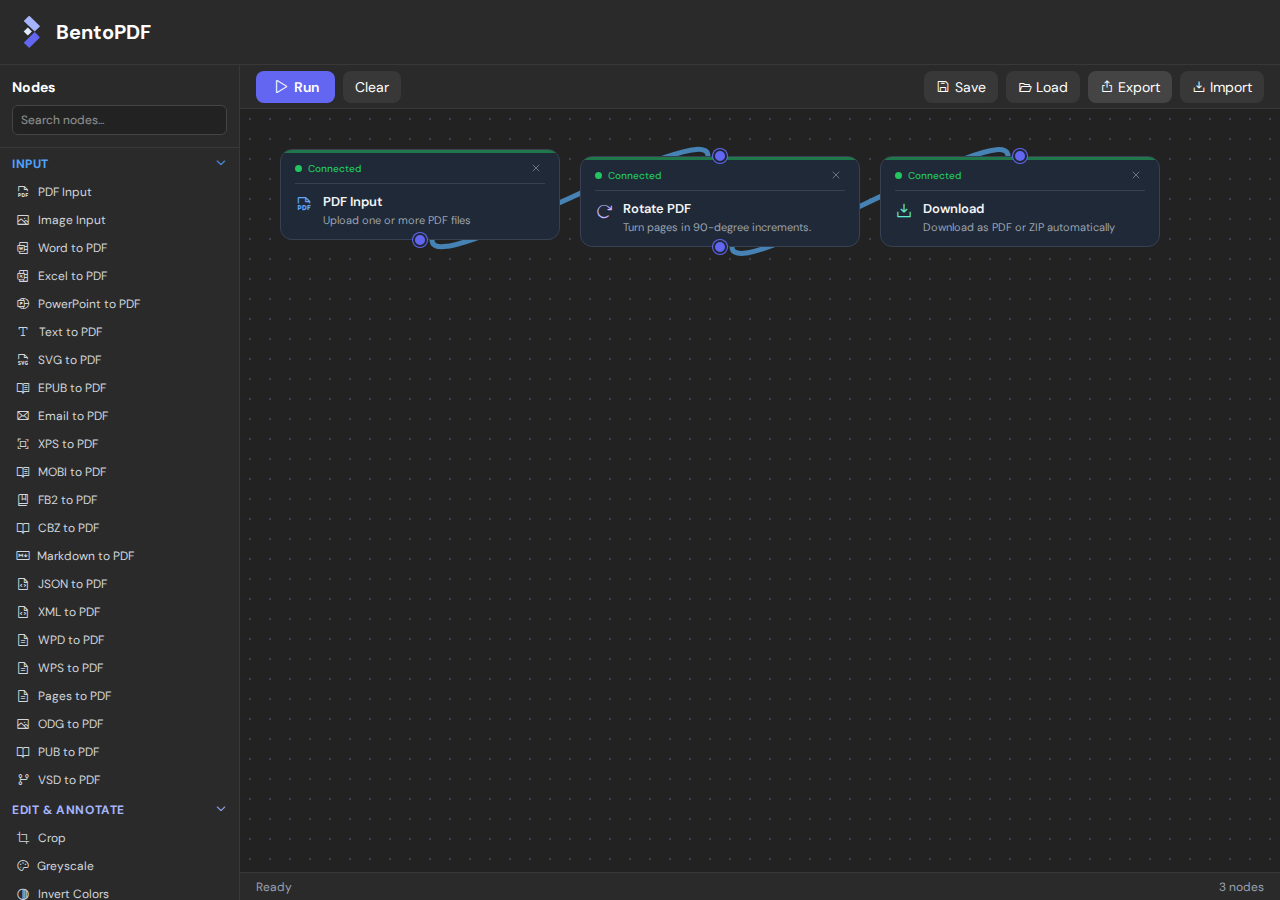 BentoPDF
Nodes
Search nodes...
INPUT
PDF Input
Image Input
Word to PDF
Excel to PDF
PowerPoint to PDF
Text to PDF
SVG to PDF
EPUB to PDF
Email to PDF
XPS to PDF
MOBI to PDF
FB2 to PDF
CBZ to PDF
Markdown to PDF
JSON to PDF
XML to PDF
WPD to PDF
WPS to PDF
Pages to PDF
ODG to PDF
PUB to PDF
VSD to PDF
EDIT & ANNOTATE
Crop
Greyscale
Invert Colors
Run Clear Save Load Export Import
Connected
PDF Input
Upload one or more PDF files
Connected
Rotate PDF
Turn pages in 90-degree increments.
Connected
Download
Download as PDF or ZIP automatically
Ready 3 nodes